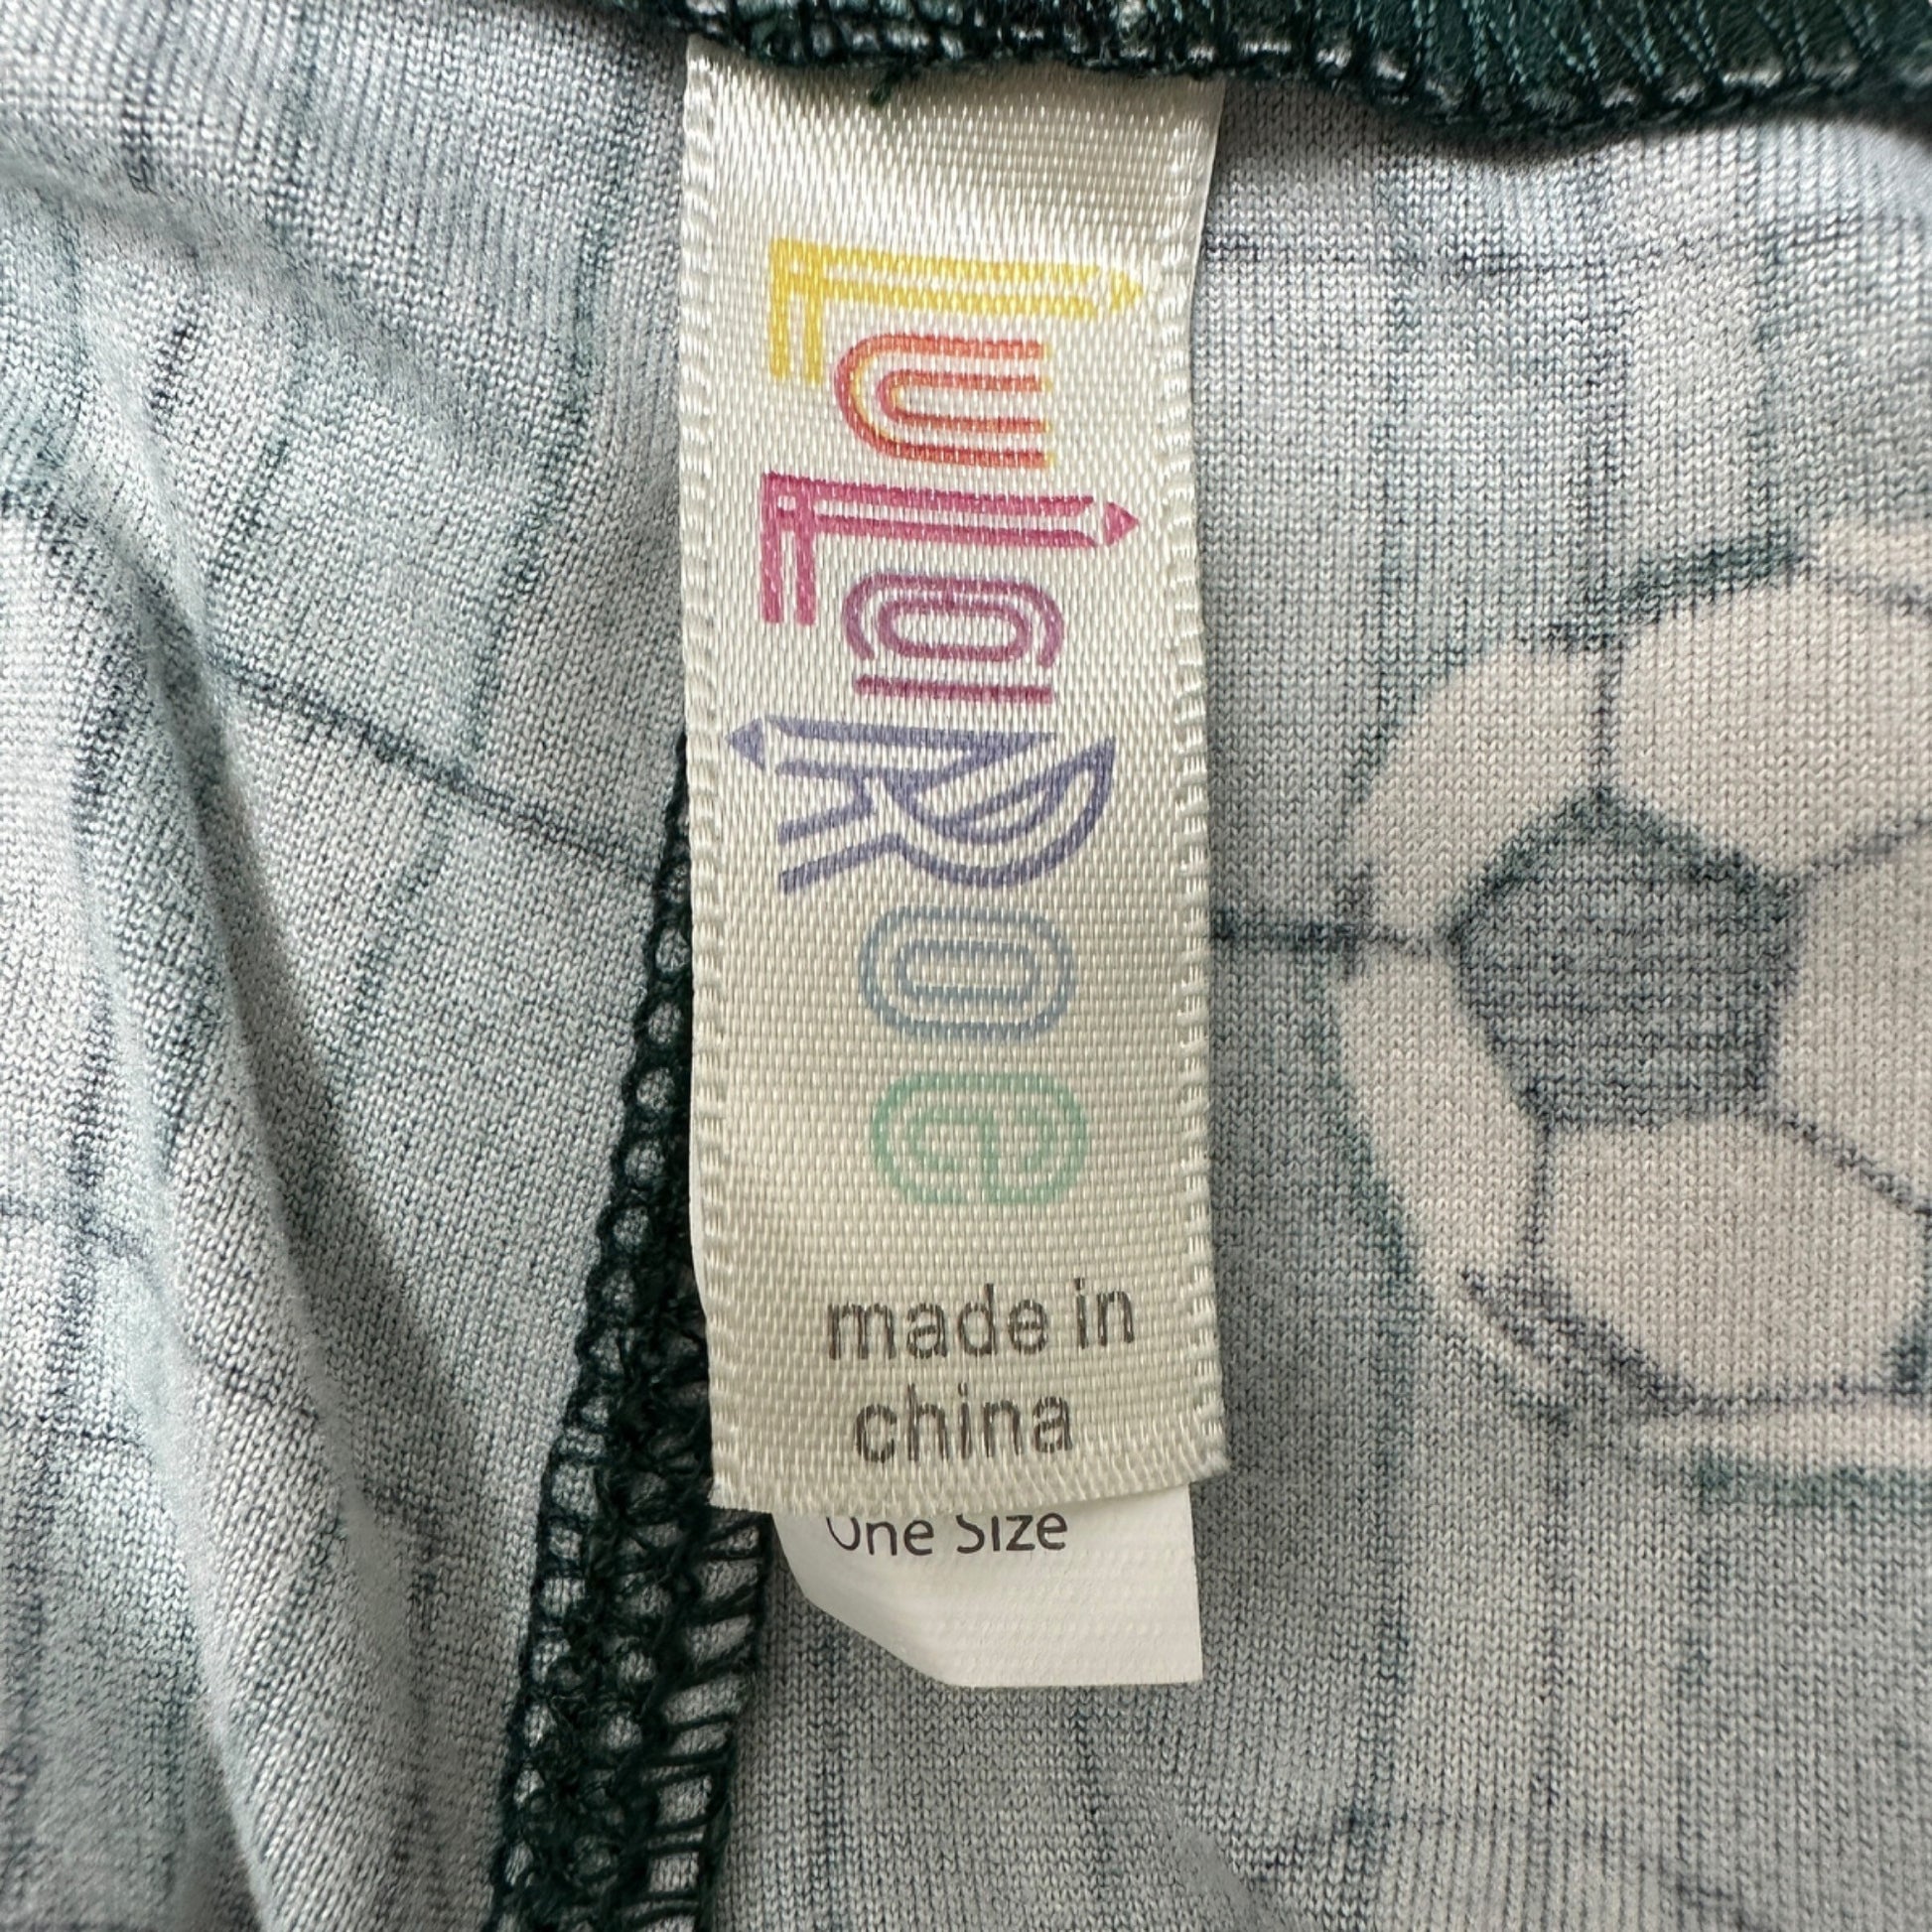 LuLaRoe
made in
china
One Size